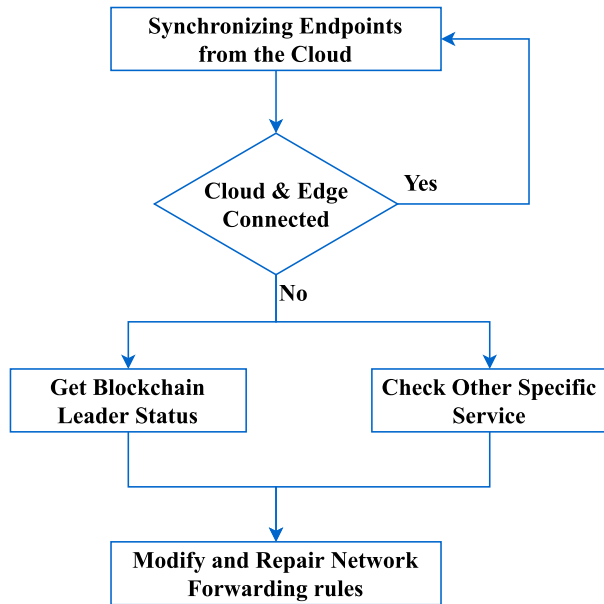 Synchronizing Endpoints
from the Cloud
Cloud & Edge
Connected
Yes
No
Get Blockchain
Leader Status
Check Other Specific
Service
Modify and Repair Network
Forwarding rules